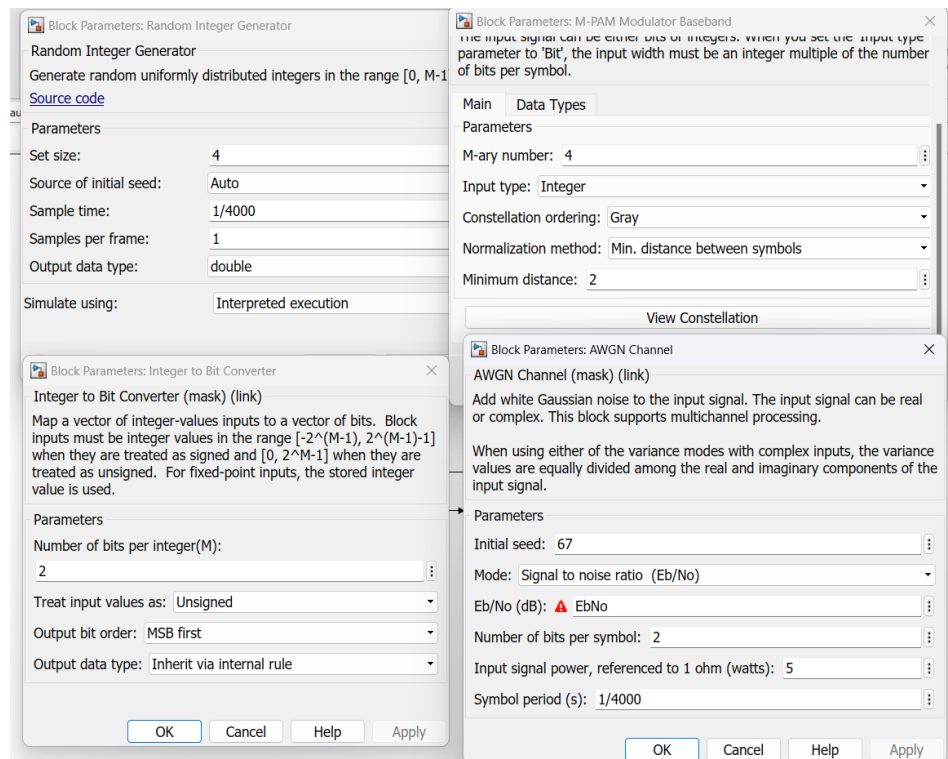 Block Parameters: Random Integer Generator
Random Integer Generator
Generate random uniformly distributed integers in the range [0, M-1
Source code
Parameters
Set size: 4
Source of initial seed: Auto
Sample time: 1/4000
Samples per frame: 1
Output data type: double
Simulate using: Interpreted execution
Block Parameters: M-PAM Modulator Baseband
The input signal can be either bits or integers. When you set the 'Input type'
parameter to 'Bit', the input width must be an integer multiple of the number
of bits per symbol.
Main Data Types
Parameters
M-ary number: 4
Input type: Integer
Constellation ordering: Gray
Normalization method: Min. distance between symbols
Minimum distance: 2
View Constellation
Block Parameters: Integer to Bit Converter
Integer to Bit Converter (mask) (link)
Map a vector of integer-values inputs to a vector of bits. Block
inputs must be integer values in the range [-2^(M-1), 2^(M-1)-1]
when they are treated as signed and [0, 2^M-1] when they are
treated as unsigned. For fixed-point inputs, the stored integer
value is used.
Parameters
Number of bits per integer(M):
2
Treat input values as: Unsigned
Output bit order: MSB first
Output data type: Inherit via internal rule
OK Cancel Help Apply
Block Parameters: AWGN Channel
AWGN Channel (mask) (link)
Add white Gaussian noise to the input signal. The input signal can be real
or complex. This block supports multichannel processing.
When using either of the variance modes with complex inputs, the variance
values are equally divided among the real and imaginary components of the
input signal.
Parameters
Initial seed: 67
Mode: Signal to noise ratio (Eb/No)
Eb/No (dB): EbNo
Number of bits per symbol: 2
Input signal power, referenced to 1 ohm (watts): 5
Symbol period (s): 1/4000
OK Cancel Help Apply